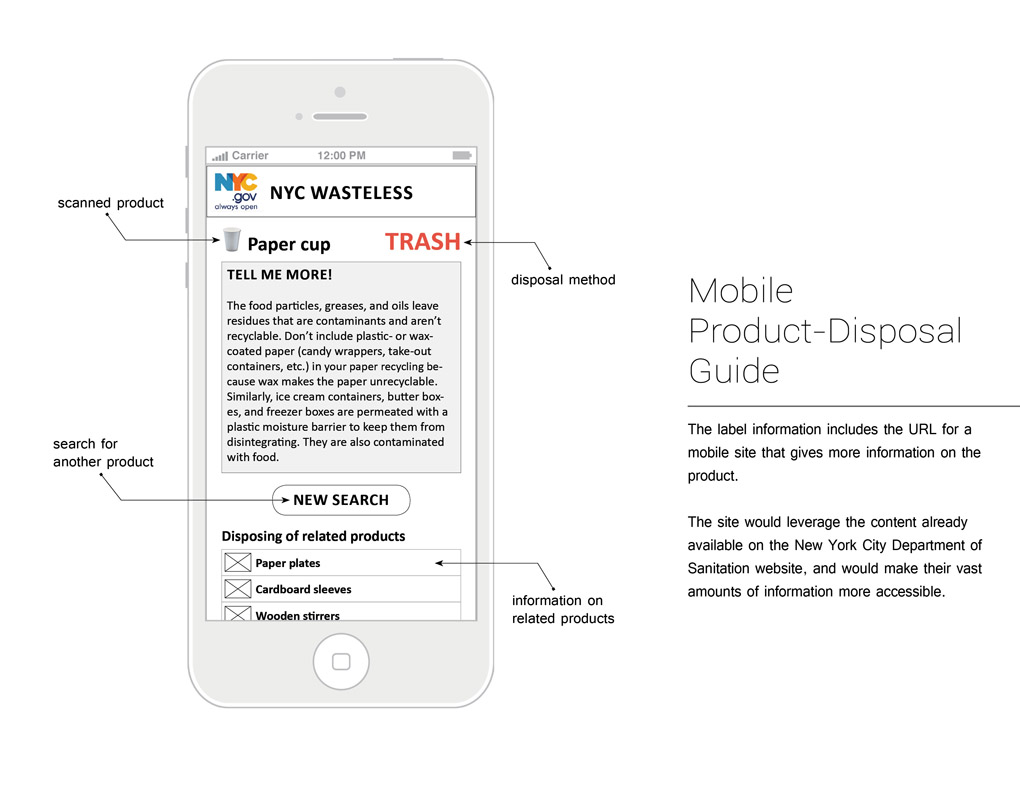 Carrier 12:00 PM
NYC
.gov
always open
NYC WASTELESS
scanned product
Paper cup TRASH
disposal method
TELL ME MORE!
The food particles, greases, and oils leave
residues that are contaminants and aren't
recyclable. Don't include plastic- or wax-
coated paper (candy wrappers, take-out
containers, etc.) in your paper recycling be-
cause wax makes the paper unrecyclable.
Similarly, ice cream containers, butter box-
es, and freezer boxes are permeated with a
plastic moisture barrier to keep them from
disintegrating. They are also contaminated
with food.
search for
another product
NEW SEARCH
Disposing of related products
Paper plates
Cardboard sleeves
Wooden stirrers
information on
related products
Mobile
Product-Disposal
Guide
The label information includes the URL for a
mobile site that gives more information on the
product.
The site would leverage the content already
available on the New York City Department of
Sanitation website, and would make their vast
amounts of information more accessible.